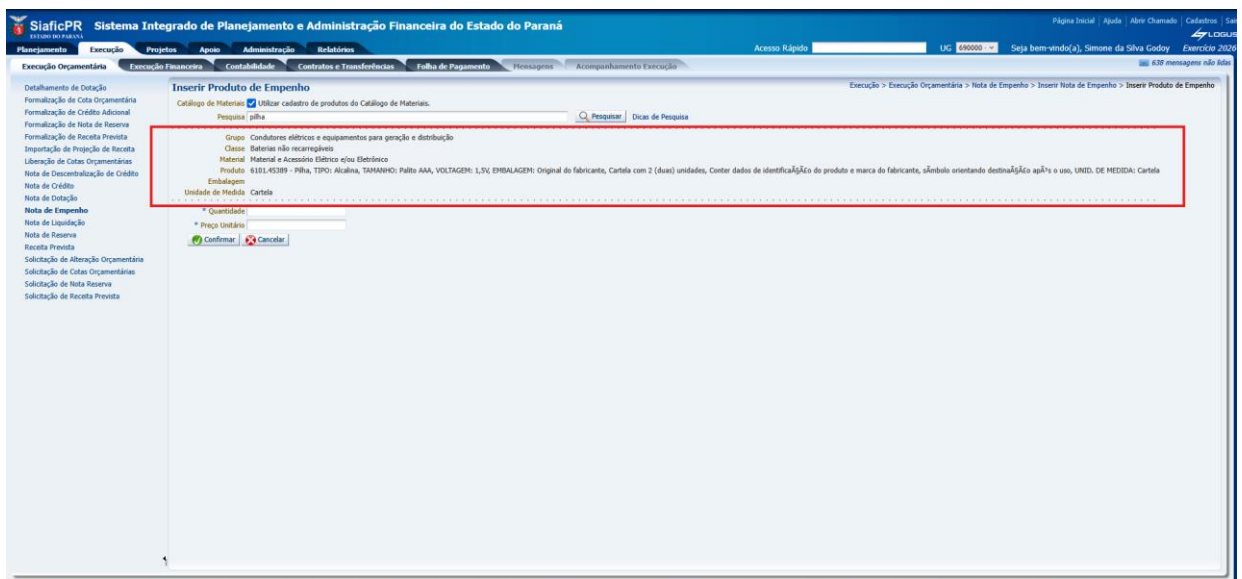 Página Inicial | Ajuda | Abrir Chamado | Cadastros | Sair
SiaficPR Sistema Integrado de Planejamento e Administração Financeira do Estado do Paraná
ESTADO DO PARANÁ
LOGUS
Planejamento Execução Projetos Apoio Administração Relatórios Acesso Rápido UG 690000 Seja bem-vindo(a), Simone da Silva Godoy Exercício 2026
Execução Orçamentária Execução Financeira Contabilidade Contratos e Transferências Folha de Pagamento Mensagens Acompanhamento Execução 638 mensagens não lidas
Execução > Execução Orçamentária > Nota de Empenho > Inserir Nota de Empenho > Inserir Produto de Empenho
Detalhamento de Dotação
Formalização de Cota Orçamentária
Formalização de Crédito Adicional
Formalização de Nota de Reserva
Formalização de Receita Prevista
Importação de Projeção de Receita
Liberação de Cotas Orçamentárias
Nota de Descentralização de Crédito
Nota de Crédito
Nota de Dotação
Nota de Empenho
Nota de Liquidação
Nota de Reserva
Receita Prevista
Solicitação de Alteração Orçamentária
Solicitação de Cotas Orçamentárias
Solicitação de Nota Reserva
Solicitação de Receita Prevista
Inserir Produto de Empenho
Catálogo de Materiais Utilizar cadastro de produtos do Catálogo de Materiais.
Pesquisa pilha Pesquisar Dicas de Pesquisa
Grupo Condutores elétricos e equipamentos para geração e distribuição
Classe Baterias não recarregáveis
Material Material e Acessório Elétrico e/ou Eletrônico
Produto 6101.45389 - Pilha, TIPO: Alcalina, TAMANHO: Palito AAA, VOLTAGEM: 1,5V, EMBALAGEM: Original do fabricante, Cartela com 2 (duas) unidades, Conter dados de identificaÃ§Ã£o do produto e marca do fabricante, sÃ­mbolo orientando destinaÃ§Ã£o apÃ³s o uso, UNID. DE MEDIDA: Cartela
Embalagem
Unidade de Medida Cartela
* Quantidade
* Preço Unitário
Confirmar Cancelar